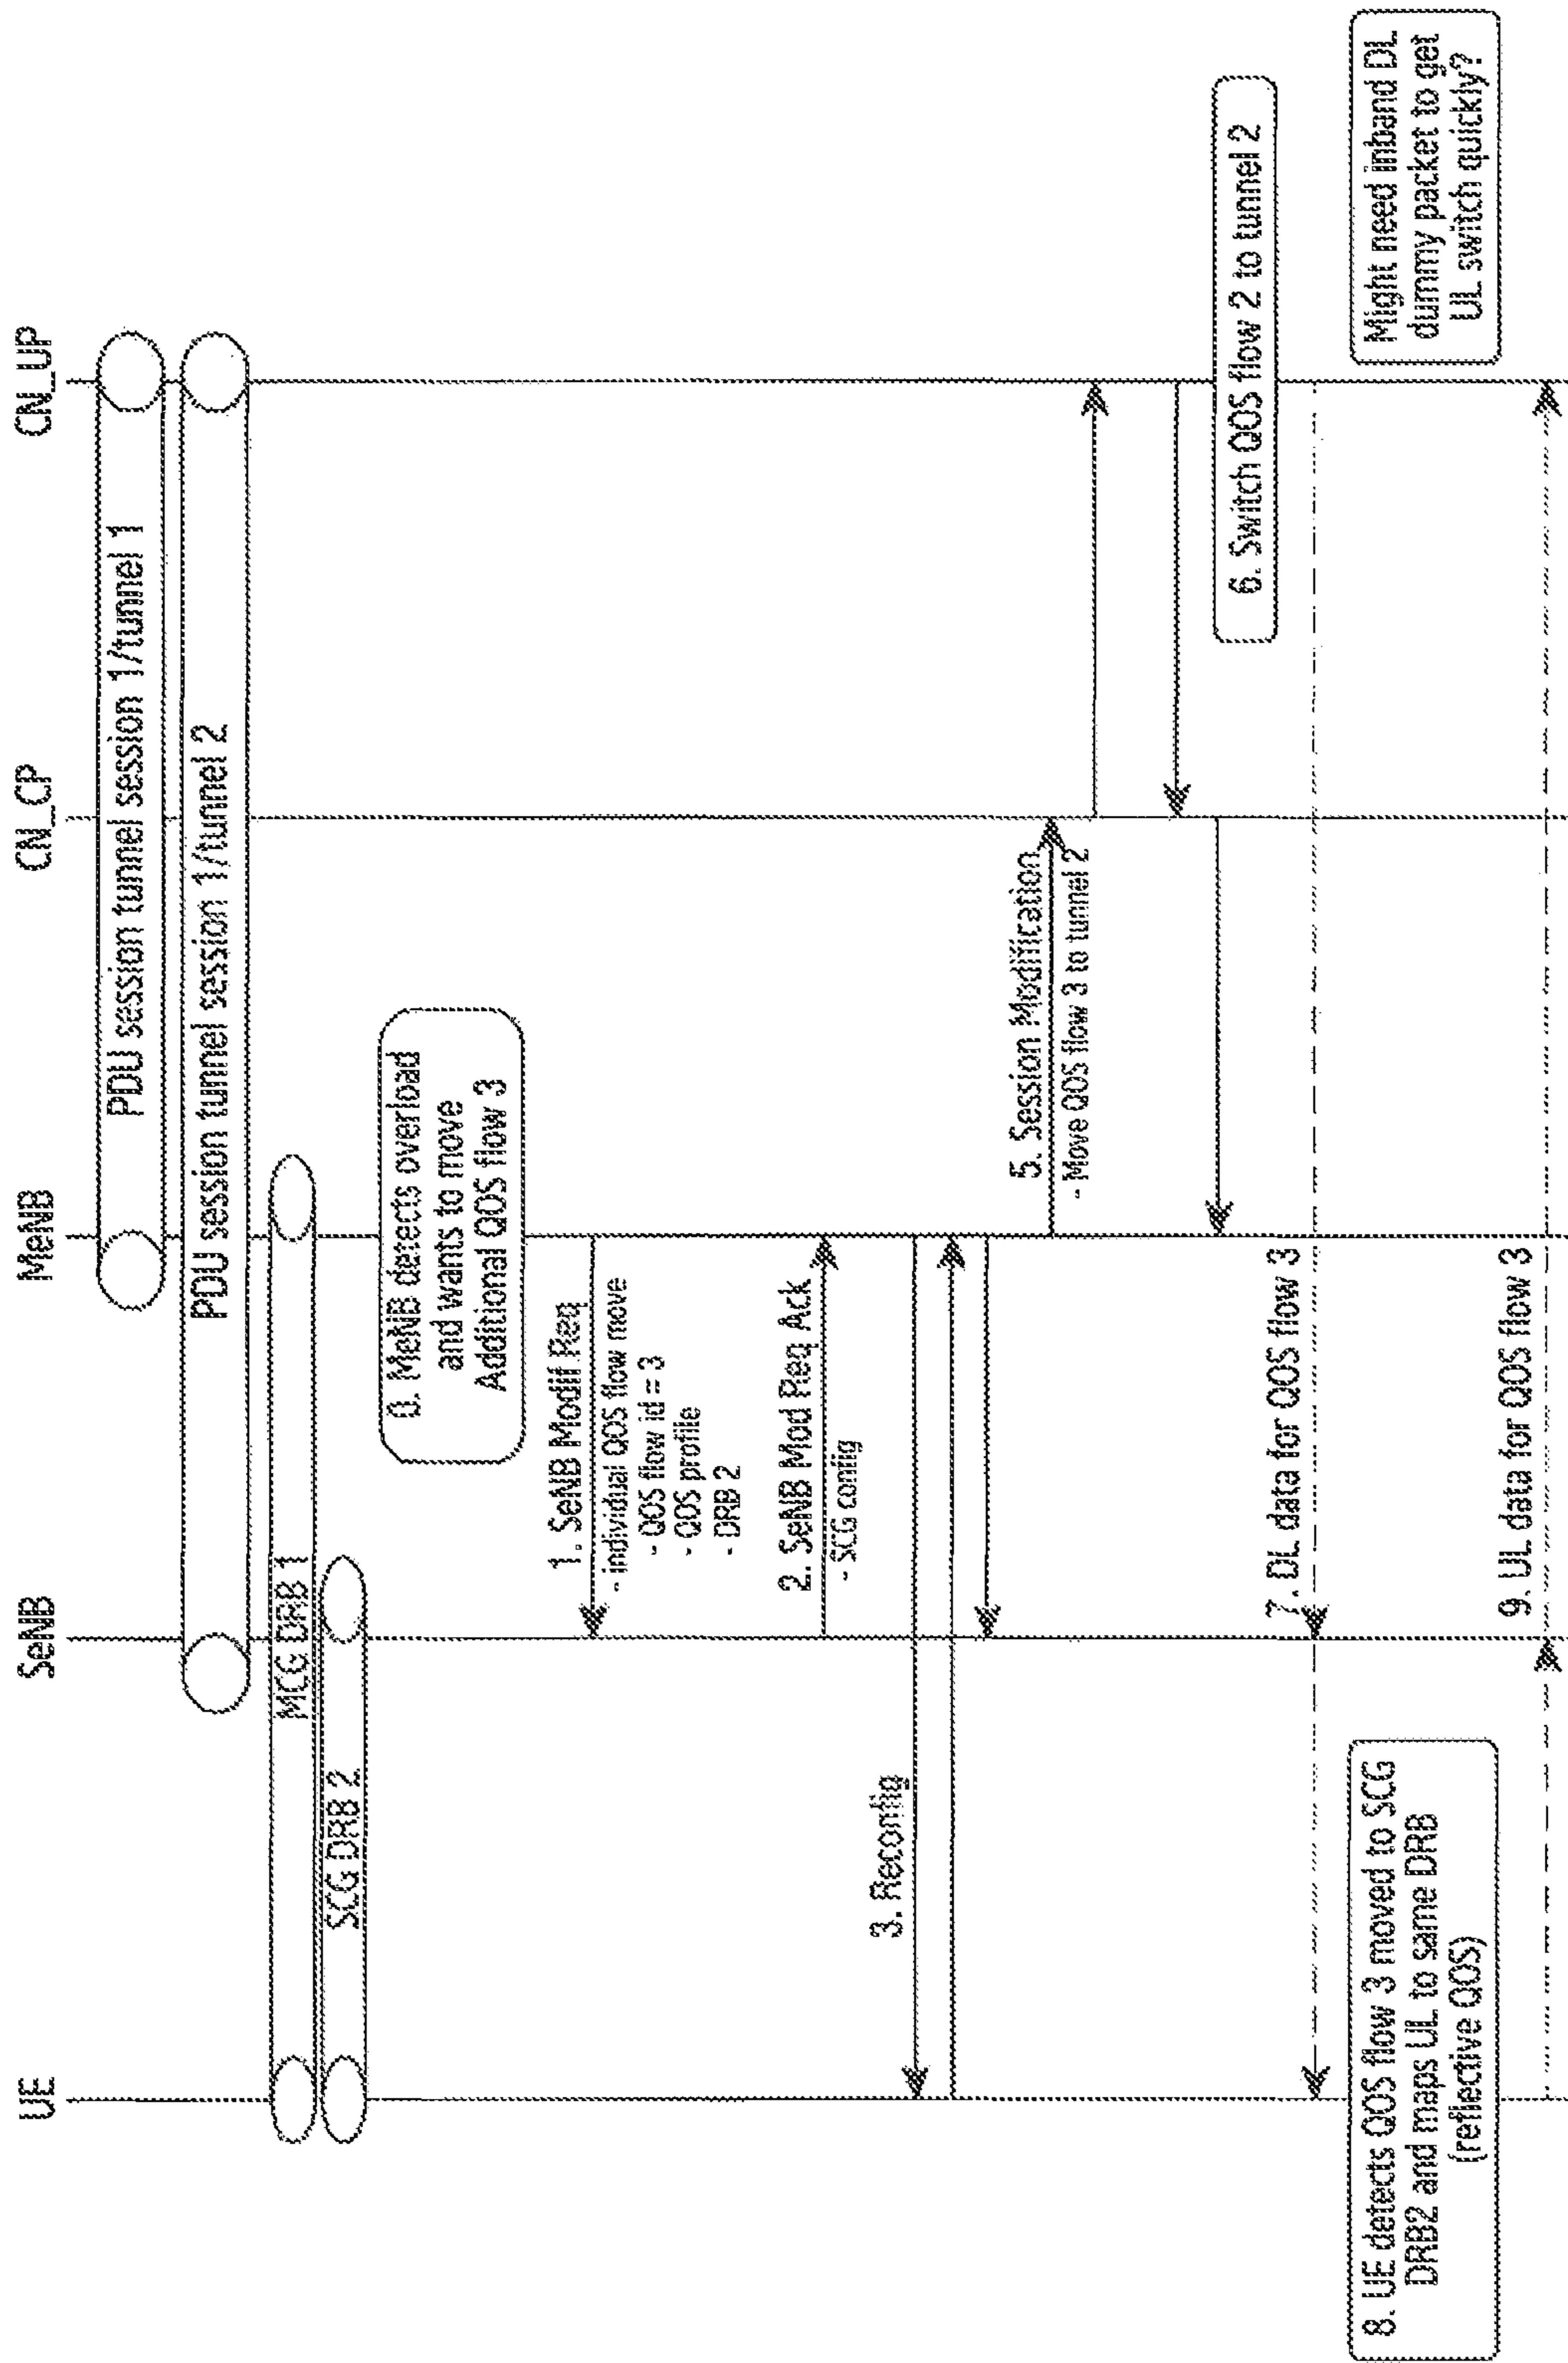 UE
SeNB
MeNB
CN_CP
CN_UP
PDU session tunnel session 1/tunnel 1
PDU session tunnel session 1/tunnel 2
MCG DRB 1
SCG DRB 2
0. MeNB detects overload
and wants to move
Additional QOS flow 3
1. SeNB Modif Req
- individual QOS flow move
- QOS flow id = 3
- QOS profile
- DRB 2
2. SeNB Mod Req Ack
- SCG config
3. Reconfig
5. Session Modification
- Move QOS flow 3 to tunnel 2
6. Switch QOS flow 2 to tunnel 2
7. DL data for QOS flow 3
Might need inband DL
dummy packet to get
UL switch quickly?
8. UE detects QOS flow 3 moved to SCG
DRB2 and maps UL to same DRB
(reflective QOS)
9. UL data for QOS flow 3